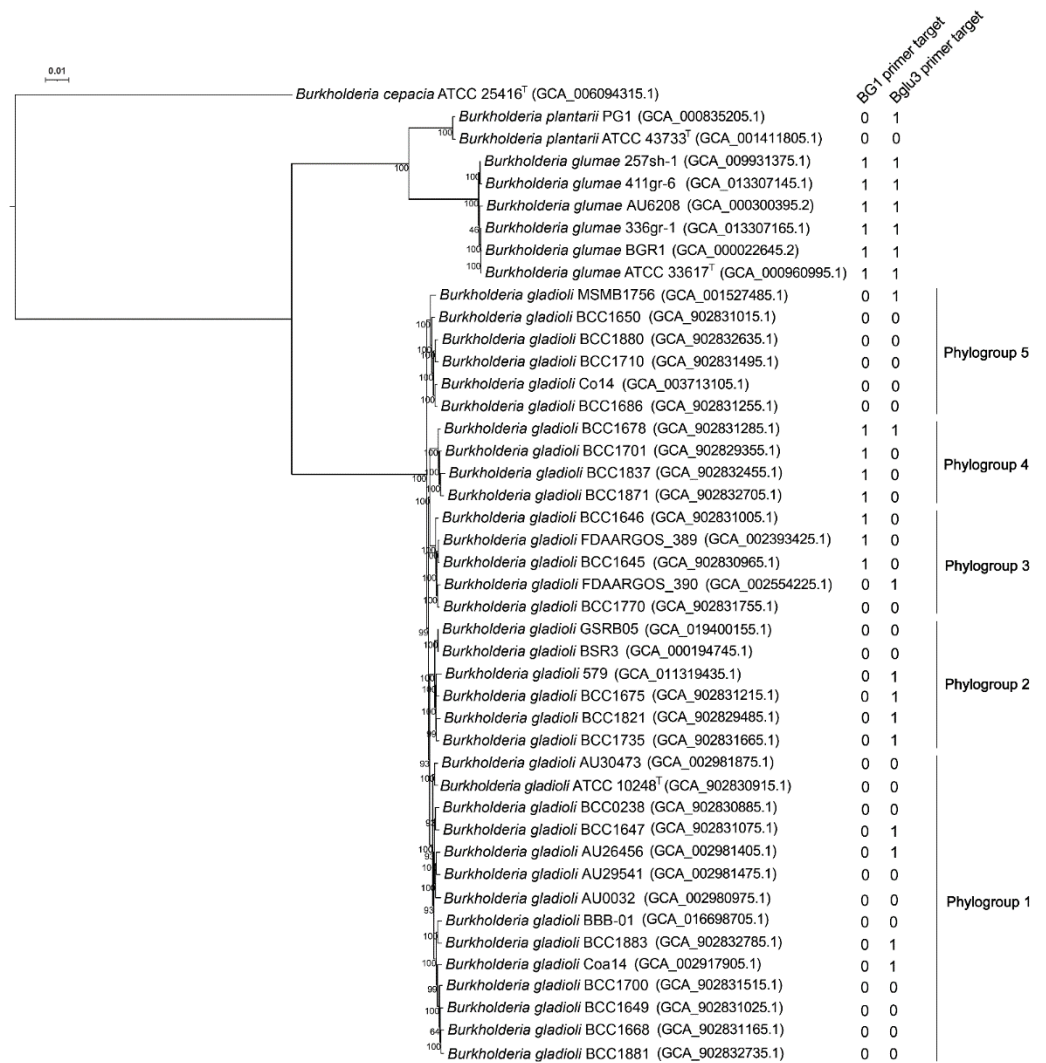 BG1 primer target
Bglu3 primer target
0.01
Burkholderia cepacia ATCC 25416T (GCA_006094315.1)
Burkholderia plantarii PG1 (GCA_000835205.1) 0 1
100 Burkholderia plantarii ATCC 43733T (GCA_001411805.1) 0 0
100 Burkholderia glumae 257sh-1 (GCA_009931375.1) 1 1
100 Burkholderia glumae 411gr-6 (GCA_013307145.1) 1 1
100 Burkholderia glumae AU6208 (GCA_000300395.2) 1 1
46 Burkholderia glumae 336gr-1 (GCA_013307165.1) 1 1
100 Burkholderia glumae BGR1 (GCA_000022645.2) 1 1
100 Burkholderia glumae ATCC 33617T (GCA_000960995.1) 1 1
Burkholderia gladioli MSMB1756 (GCA_001527485.1) 0 1
100 Burkholderia gladioli BCC1650 (GCA_902831015.1) 0 0
100 Burkholderia gladioli BCC1880 (GCA_902832635.1) 0 0
Phylogroup 5
100 Burkholderia gladioli BCC1710 (GCA_902831495.1) 0 0
100 Burkholderia gladioli Co14 (GCA_003713105.1) 0 0
100 Burkholderia gladioli BCC1686 (GCA_902831255.1) 0 0
Burkholderia gladioli BCC1678 (GCA_902831285.1) 1 1
100 Burkholderia gladioli BCC1701 (GCA_902829355.1) 1 0
Phylogroup 4
100 100 Burkholderia gladioli BCC1837 (GCA_902832455.1) 1 0
100 100 Burkholderia gladioli BCC1871 (GCA_902832705.1) 1 0
Burkholderia gladioli BCC1646 (GCA_902831005.1) 1 0
Burkholderia gladioli FDAARGOS_389 (GCA_002393425.1) 1 0
Burkholderia gladioli BCC1645 (GCA_902830965.1) 1 0
Phylogroup 3
100 Burkholderia gladioli FDAARGOS_390 (GCA_002554225.1) 0 1
100 Burkholderia gladioli BCC1770 (GCA_902831755.1) 0 0
99 Burkholderia gladioli GSRB05 (GCA_019400155.1) 0 0
100 Burkholderia gladioli BSR3 (GCA_000194745.1) 0 0
100 Burkholderia gladioli 579 (GCA_011319435.1) 0 1
Phylogroup 2
100 Burkholderia gladioli BCC1675 (GCA_902831215.1) 0 1
100 Burkholderia gladioli BCC1821 (GCA_902829485.1) 0 1
99 Burkholderia gladioli BCC1735 (GCA_902831665.1) 0 1
93 Burkholderia gladioli AU30473 (GCA_002981875.1) 0 0
100 Burkholderia gladioli ATCC 10248T (GCA_902830915.1) 0 0
Burkholderia gladioli BCC0238 (GCA_902830885.1) 0 0
93 Burkholderia gladioli BCC1647 (GCA_902831075.1) 0 1
100 93 Burkholderia gladioli AU26456 (GCA_002981405.1) 0 1
Burkholderia gladioli AU29541 (GCA_002981475.1) 0 0
100 Burkholderia gladioli AU0032 (GCA_002980975.1) 0 0
Phylogroup 1
93 Burkholderia gladioli BBB-01 (GCA_016698705.1) 0 0
100 Burkholderia gladioli BCC1883 (GCA_902832785.1) 0 1
100 Burkholderia gladioli Coa14 (GCA_002917905.1) 0 1
99 Burkholderia gladioli BCC1700 (GCA_902831515.1) 0 0
100 Burkholderia gladioli BCC1649 (GCA_902831025.1) 0 0
64 Burkholderia gladioli BCC1668 (GCA_902831165.1) 0 0
100 Burkholderia gladioli BCC1881 (GCA_902832735.1) 0 0